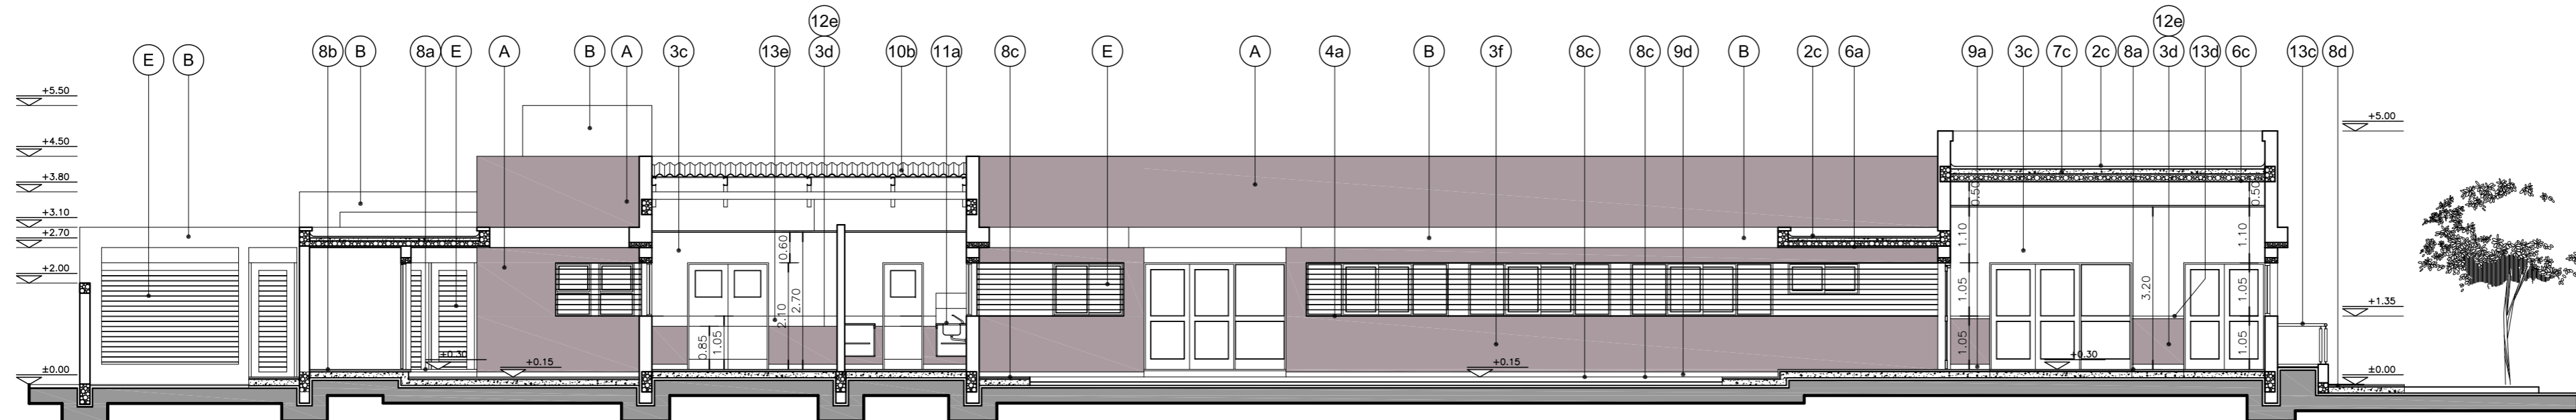 12e
12e
E
B
8b
B
8a
E
A
B
A
3c
13e
3d
10b
11a
8c
E
A
4a
B
3f
8c
8c
9d
B
2c
6a
9a
3c
7c
2c
8a
3d
13d
6c
13c
8d
+5.50
+5.00
+4.50
+3.80
0.50
0.50
+3.10
+2.70
0.60
1.10
1.10
+2.00
2.10
2.70
1.05
3.20
1.05
+1.35
0.85
1.05
1.05
1.05
+0.30
+0.15
+0.15
+0.30
±0.00
±0.00